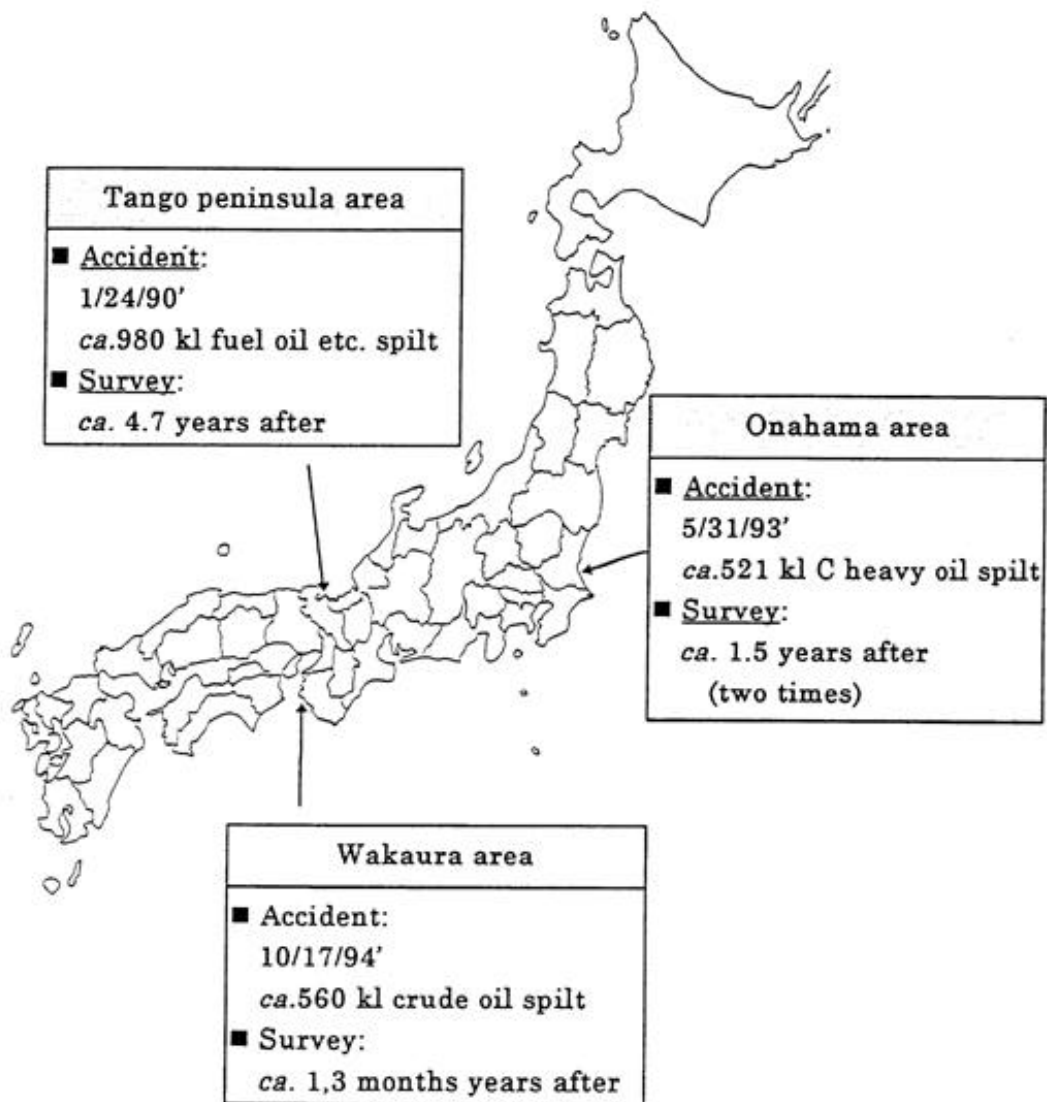 Tango peninsula area
■ Accident:
1/24/90'
ca.980 kl fuel oil etc. spilt
■ Survey:
ca. 4.7 years after
Onahama area
■ Accident:
5/31/93'
ca.521 kl C heavy oil spilt
■ Survey:
ca. 1.5 years after
(two times)
Wakaura area
■ Accident:
10/17/94'
ca.560 kl crude oil spilt
■ Survey:
ca. 1,3 months years after